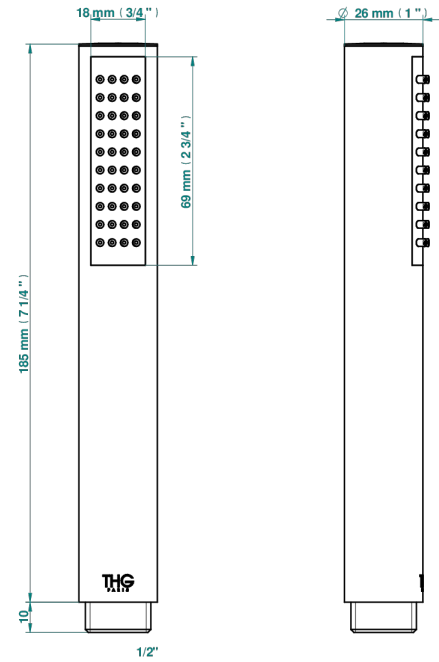 18 mm ( 3/4 " )
Ø 26 mm ( 1 " )
69 mm ( 2 3/4 " )
185 mm ( 7 1/4 " )
THG
PARIS
10
1/2"